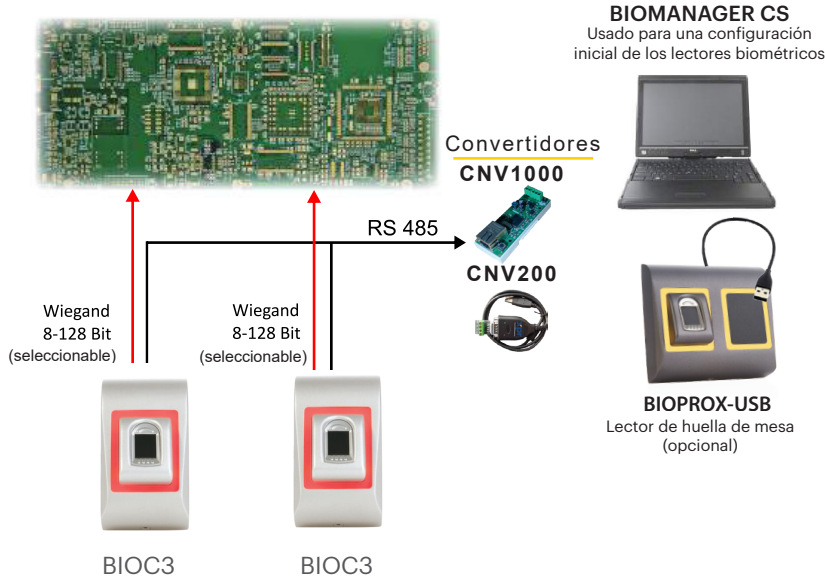 BIOMANAGER CS
Usado para una configuración
inicial de los lectores biométricos
Convertidores
CNV1000
RS 485
CNV200
Wiegand
8-128 Bit
(seleccionable)
Wiegand
8-128 Bit
(seleccionable)
BIOPROX-USB
Lector de huella de mesa
(opcional)
BIOC3
BIOC3